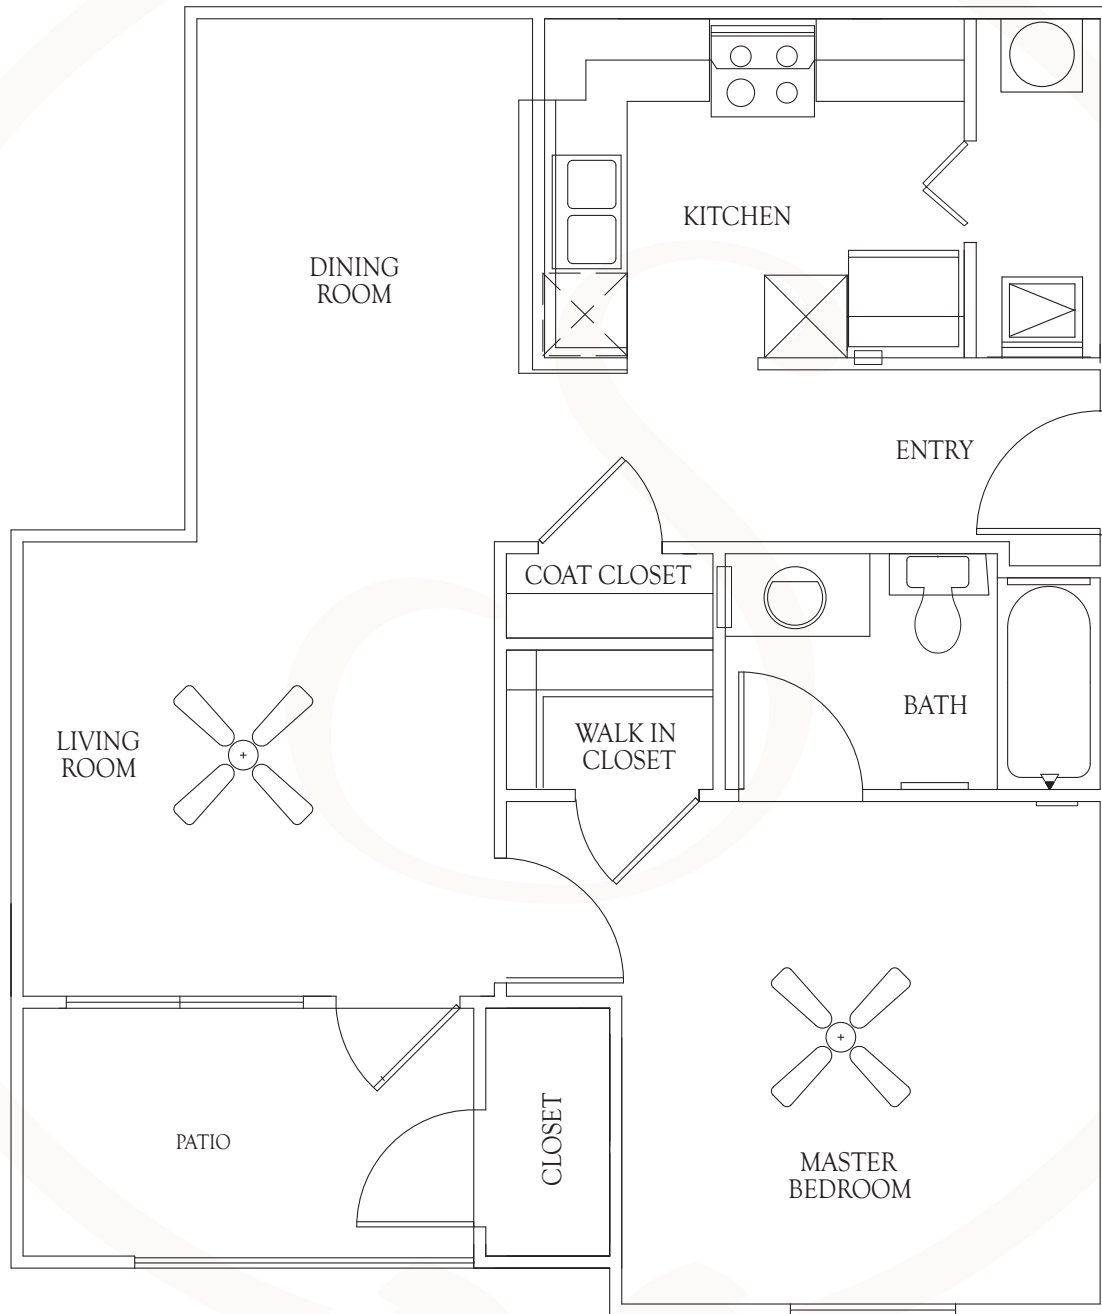 KITCHEN
DINING
ROOM
ENTRY
COAT CLOSET
BATH
WALK IN
CLOSET
LIVING
ROOM
PATIO
CLOSET
MASTER
BEDROOM